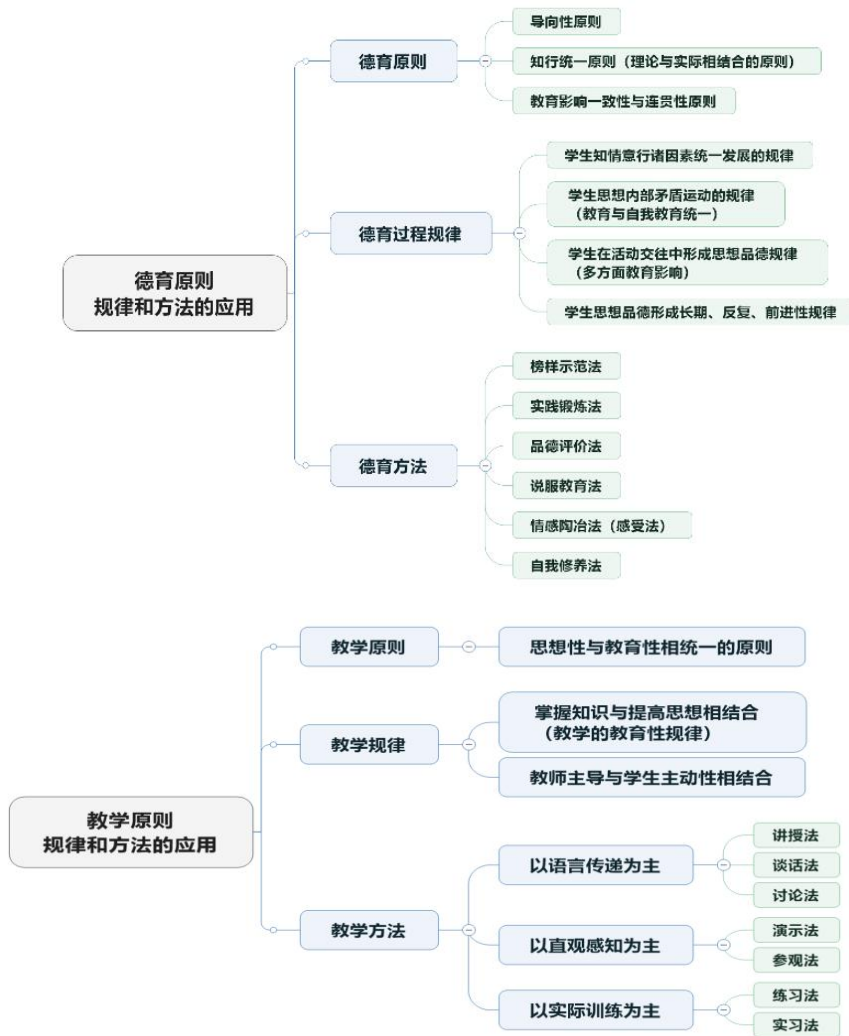 德育原则
规律和方法的应用
德育原则
导向性原则
知行统一原则（理论与实际相结合的原则）
教育影响一致性与连贯性原则
德育过程规律
学生知情意行诸因素统一发展的规律
学生思想内部矛盾运动的规律
（教育与自我教育统一）
学生在活动交往中形成思想品德规律
（多方面教育影响）
学生思想品德形成长期、反复、前进性规律
德育方法
榜样示范法
实践锻炼法
品德评价法
说服教育法
情感陶冶法（感受法）
自我修养法
教学原则
规律和方法的应用
教学原则
思想性与教育性相统一的原则
教学规律
掌握知识与提高思想相结合
（教学的教育性规律）
教师主导与学生主动性相结合
教学方法
以语言传递为主
讲授法
谈话法
讨论法
以直观感知为主
演示法
参观法
以实际训练为主
练习法
实习法